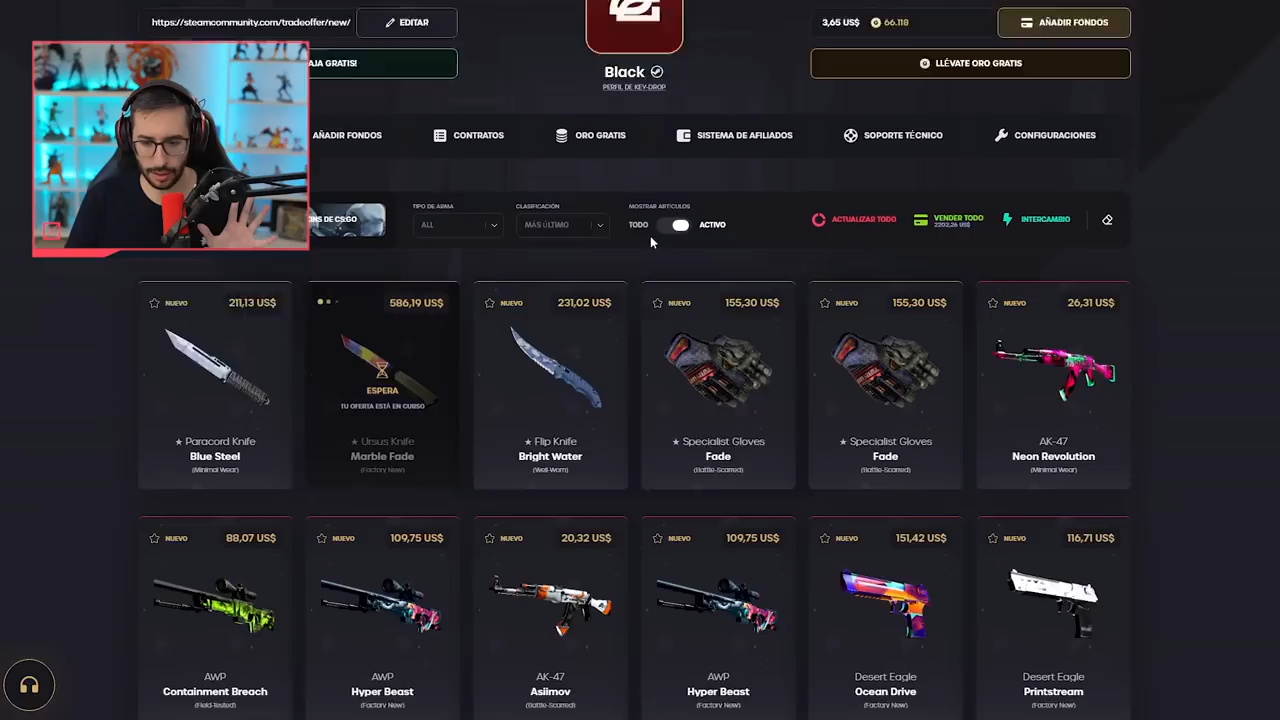 https://steamcommunity.com/tradeoffer/new/
EDITAR
3,65 US$
66.118
AÑADIR FONDOS
AJA GRATIS!
LLÉVATE ORO GRATIS
Black
PERFIL DE KEY-DROP
AÑADIR FONDOS
CONTRATOS
ORO GRATIS
SISTEMA DE AFILIADOS
SOPORTE TÉCNICO
CONFIGURACIONES
INS DE CS:GO
TIPO DE ARMA
ALL
CLASIFICACIÓN
MÁS ÚLTIMO
MOSTRAR ARTÍCULOS
TODO
ACTIVO
ACTUALIZAR TODO
VENDER TODO
2203,26 US$
INTERCAMBIO
NUEVO 211,13 US$
★ Paracord Knife
Blue Steel
(Minimal Wear)
586,19 US$
ESPERA
TU OFERTA ESTÁ EN CURSO
★ Ursus Knife
Marble Fade
(Factory New)
NUEVO 231,02 US$
★ Flip Knife
Bright Water
(Well-Worn)
NUEVO 155,30 US$
★ Specialist Gloves
Fade
(Battle-Scarred)
NUEVO 155,30 US$
★ Specialist Gloves
Fade
(Battle-Scarred)
NUEVO 26,31 US$
AK-47
Neon Revolution
(Minimal Wear)
NUEVO 88,07 US$
AWP
Containment Breach
(Field-Tested)
NUEVO 109,75 US$
AWP
Hyper Beast
(Factory New)
NUEVO 20,32 US$
AK-47
Asiimov
(Battle-Scarred)
NUEVO 109,75 US$
AWP
Hyper Beast
(Factory New)
NUEVO 151,42 US$
Desert Eagle
Ocean Drive
(Factory New)
NUEVO 116,71 US$
Desert Eagle
Printstream
(Factory New)